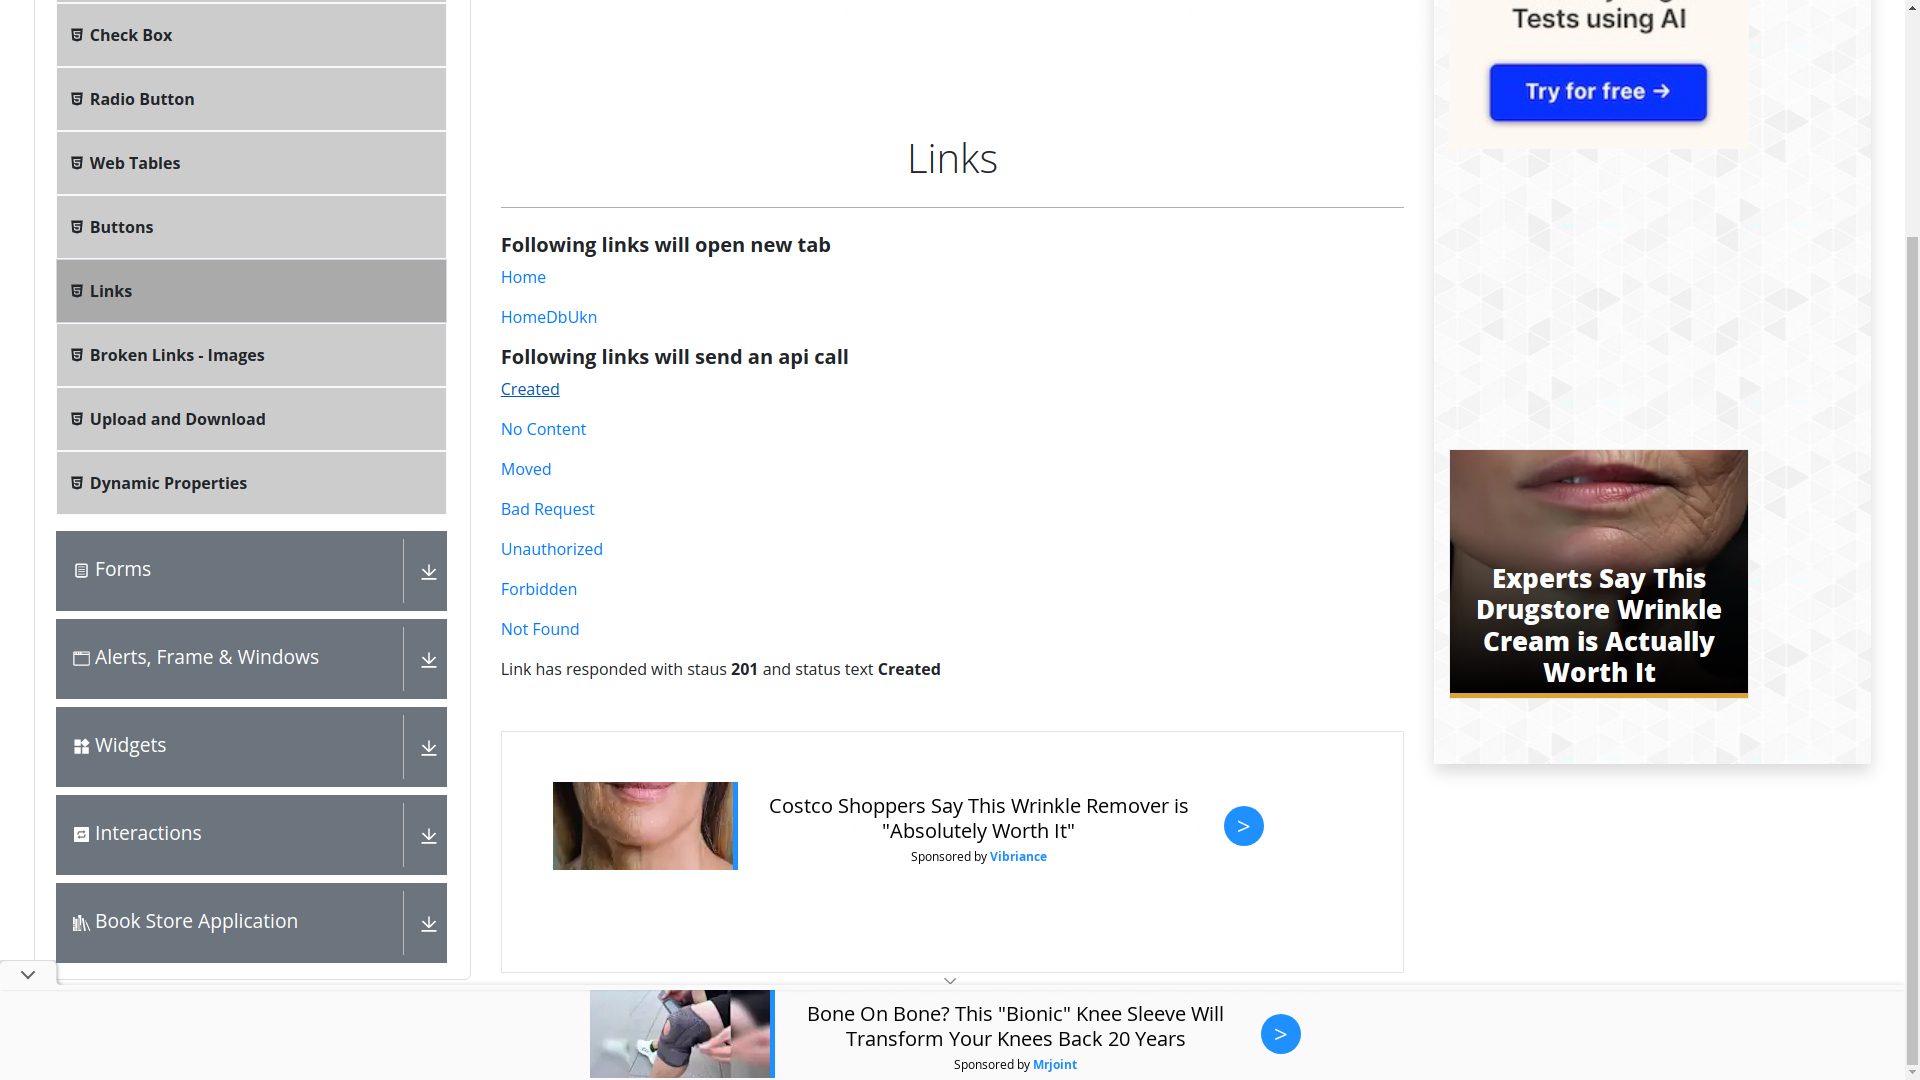 Check Box
Radio Button
Web Tables
Buttons
Links
Broken Links - Images
Upload and Download
Dynamic Properties
Forms
Alerts, Frame & Windows
Widgets
Interactions
Book Store Application
Links
Following links will open new tab
Home
HomeDbUkn
Following links will send an api call
Created
No Content
Moved
Bad Request
Unauthorized
Forbidden
Not Found
Link has responded with staus 201 and status text Created
Costco Shoppers Say This Wrinkle Remover is
"Absolutely Worth It"
Sponsored by Vibriance
>
Tests using AI
Try for free →
Experts Say This
Drugstore Wrinkle
Cream is Actually
Worth It
Bone On Bone? This "Bionic" Knee Sleeve Will
Transform Your Knees Back 20 Years
Sponsored by Mrjoint
>